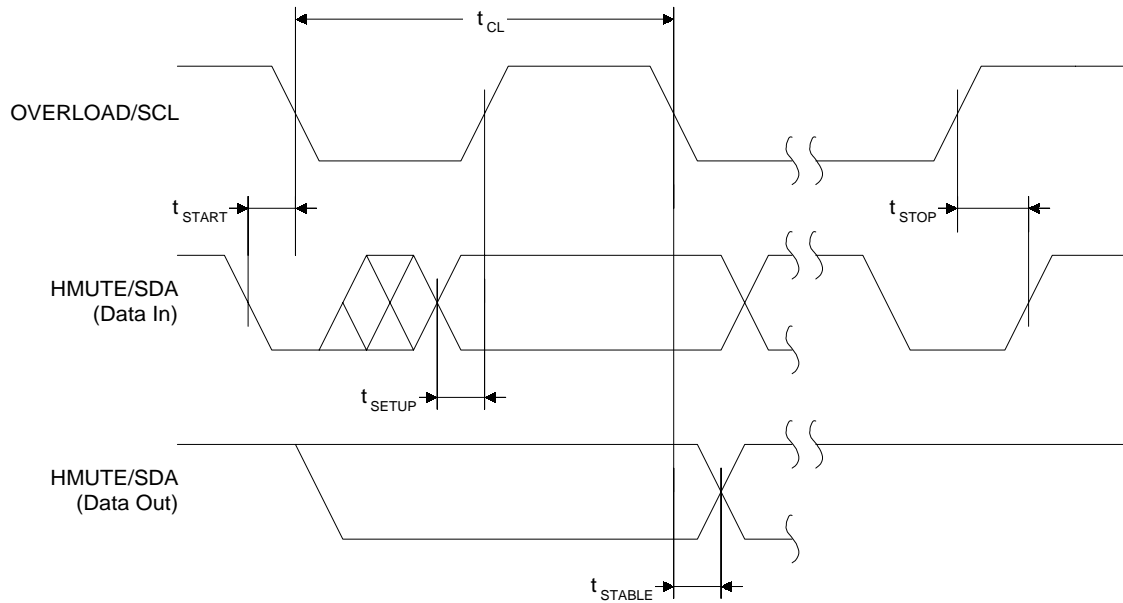 t CL
OVERLOAD/SCL
t START
t STOP
HMUTE/SDA
(Data In)
t SETUP
HMUTE/SDA
(Data Out)
t STABLE